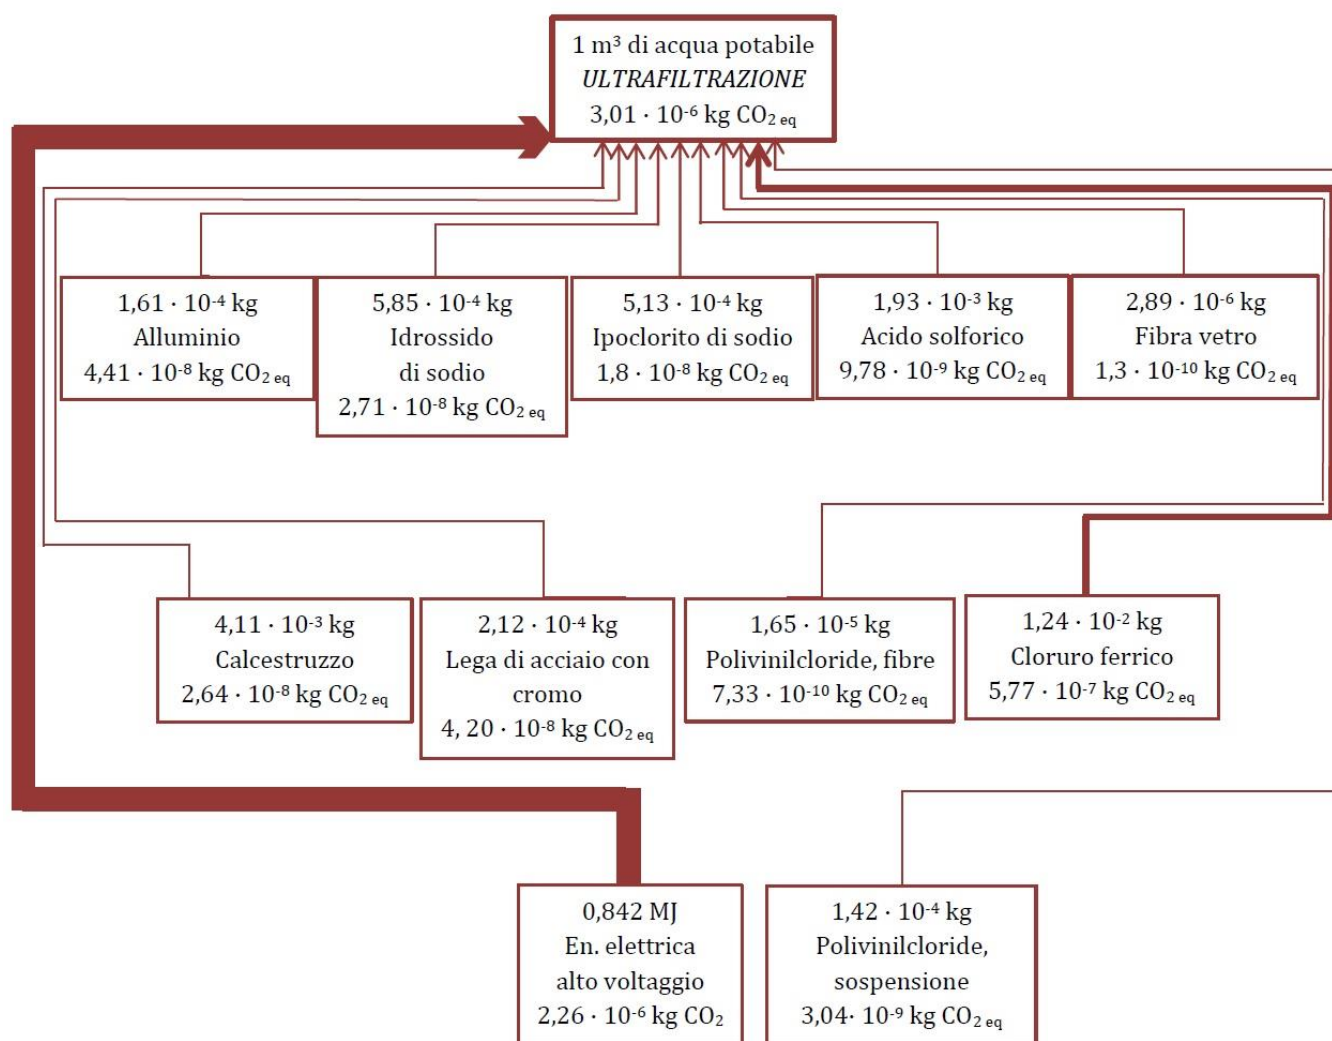 1 m³ di acqua potabile
ULTRAFILTRAZIONE
3,01 · 10⁻⁶ kg CO₂ eq
1,61 · 10⁻⁴ kg
Alluminio
4,41 · 10⁻⁸ kg CO₂ eq
5,85 · 10⁻⁴ kg
Idrossido
di sodio
2,71 · 10⁻⁸ kg CO₂ eq
5,13 · 10⁻⁴ kg
Ipoclorito di sodio
1,8 · 10⁻⁸ kg CO₂ eq
1,93 · 10⁻³ kg
Acido solforico
9,78 · 10⁻⁹ kg CO₂ eq
2,89 · 10⁻⁶ kg
Fibra vetro
1,3 · 10⁻¹⁰ kg CO₂ eq
4,11 · 10⁻³ kg
Calcestruzzo
2,64 · 10⁻⁸ kg CO₂ eq
2,12 · 10⁻⁴ kg
Lega di acciaio con
cromo
4, 20 · 10⁻⁸ kg CO₂ eq
1,65 · 10⁻⁵ kg
Polivinilcloride, fibre
7,33 · 10⁻¹⁰ kg CO₂ eq
1,24 · 10⁻² kg
Cloruro ferrico
5,77 · 10⁻⁷ kg CO₂ eq
0,842 MJ
En. elettrica
alto voltaggio
2,26 · 10⁻⁶ kg CO₂
1,42 · 10⁻⁴ kg
Polivinilcloride,
sospensione
3,04· 10⁻⁹ kg CO₂ eq